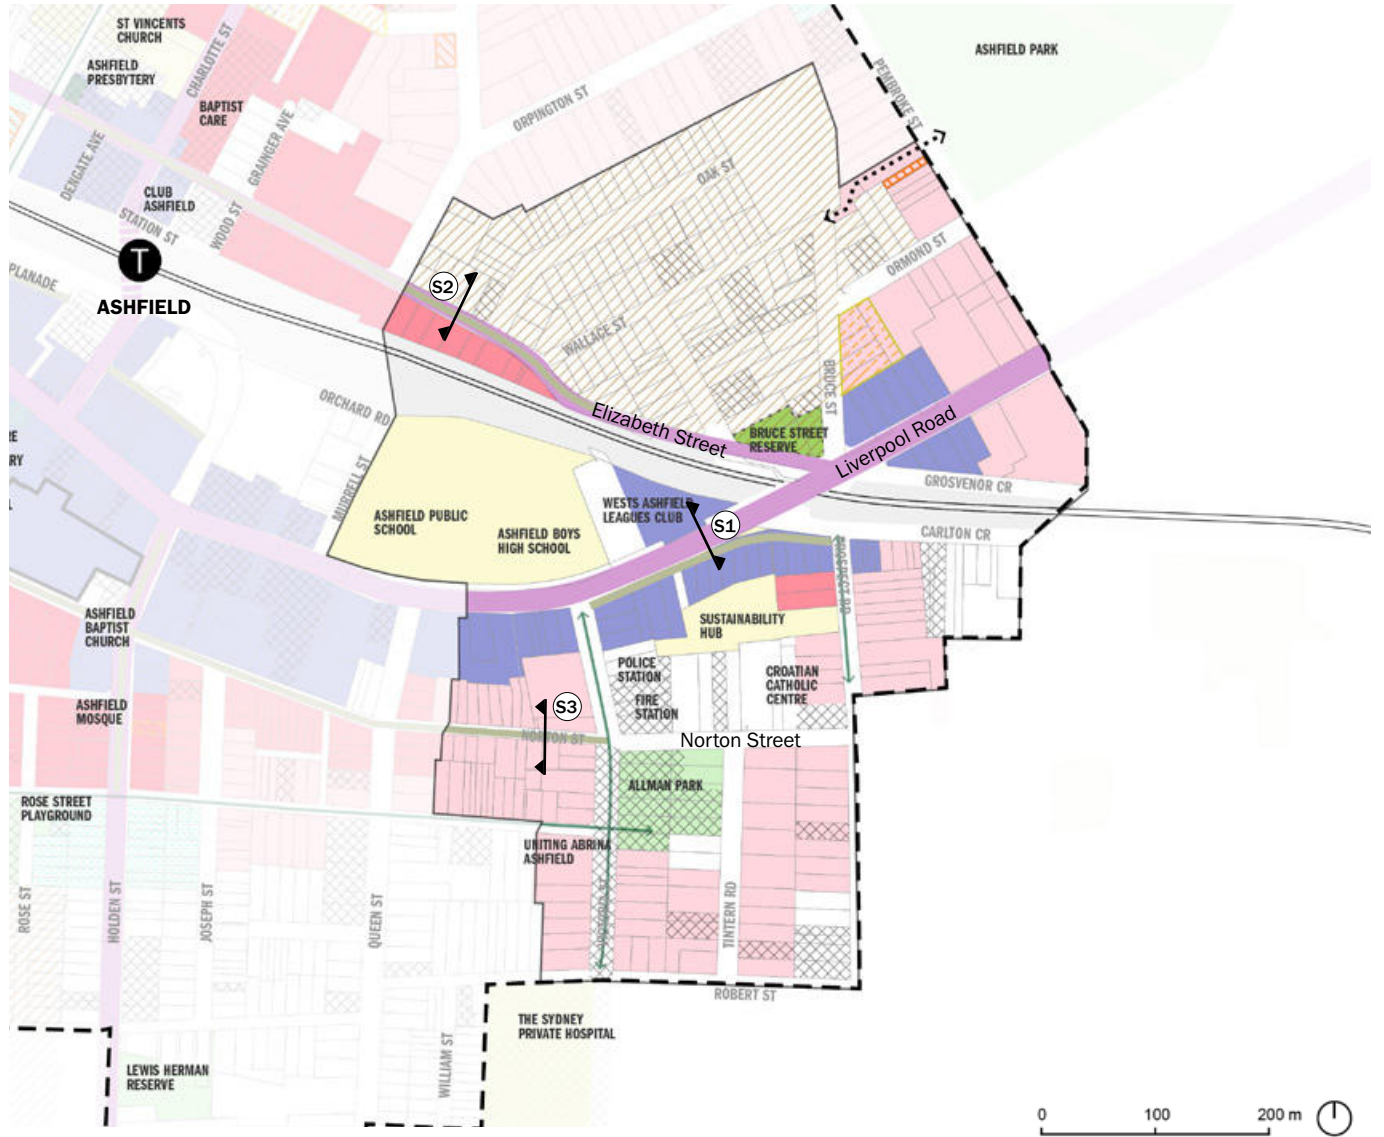 ST VINCENTS
CHURCH
CHARLOTTE ST
ASHFIELD
PRESBYTERY
BAPTIST
CARE
GRAINGER AVE
DENGATE AVE
CLUB
ASHFIELD
STATION ST
WOOD ST
T
ASHFIELD
PLANADE
ORPINGTON ST
PEMBROKE ST
ASHFIELD PARK
OAK ST
ORMOND ST
S2
WALLACE ST
BRUCE ST
ORCHARD RD
Elizabeth Street
BRUCE STREET
RESERVE
Liverpool Road
GROSVENOR CR
CARLTON CR
RE
RY
MURRELL ST
ASHFIELD PUBLIC
SCHOOL
ASHFIELD BOYS
HIGH SCHOOL
WESTS ASHFIELD
LEAGUES CLUB
S1
PROSPECT RD
ASHFIELD
BAPTIST
CHURCH
SUSTAINABILITY
HUB
POLICE
STATION
FIRE
STATION
CROATIAN
CATHOLIC
CENTRE
ASHFIELD
MOSQUE
S3
NORTON ST
Norton Street
ALLMAN PARK
ROSE STREET
PLAYGROUND
UNITING ABRINA
ASHFIELD
ROSE ST
HOLDEN ST
JOSEPH ST
QUEEN ST
TINTERN RD
ROBERT ST
THE SYDNEY
PRIVATE HOSPITAL
WILLIAM ST
LEWIS HERMAN
RESERVE
0 100 200 m